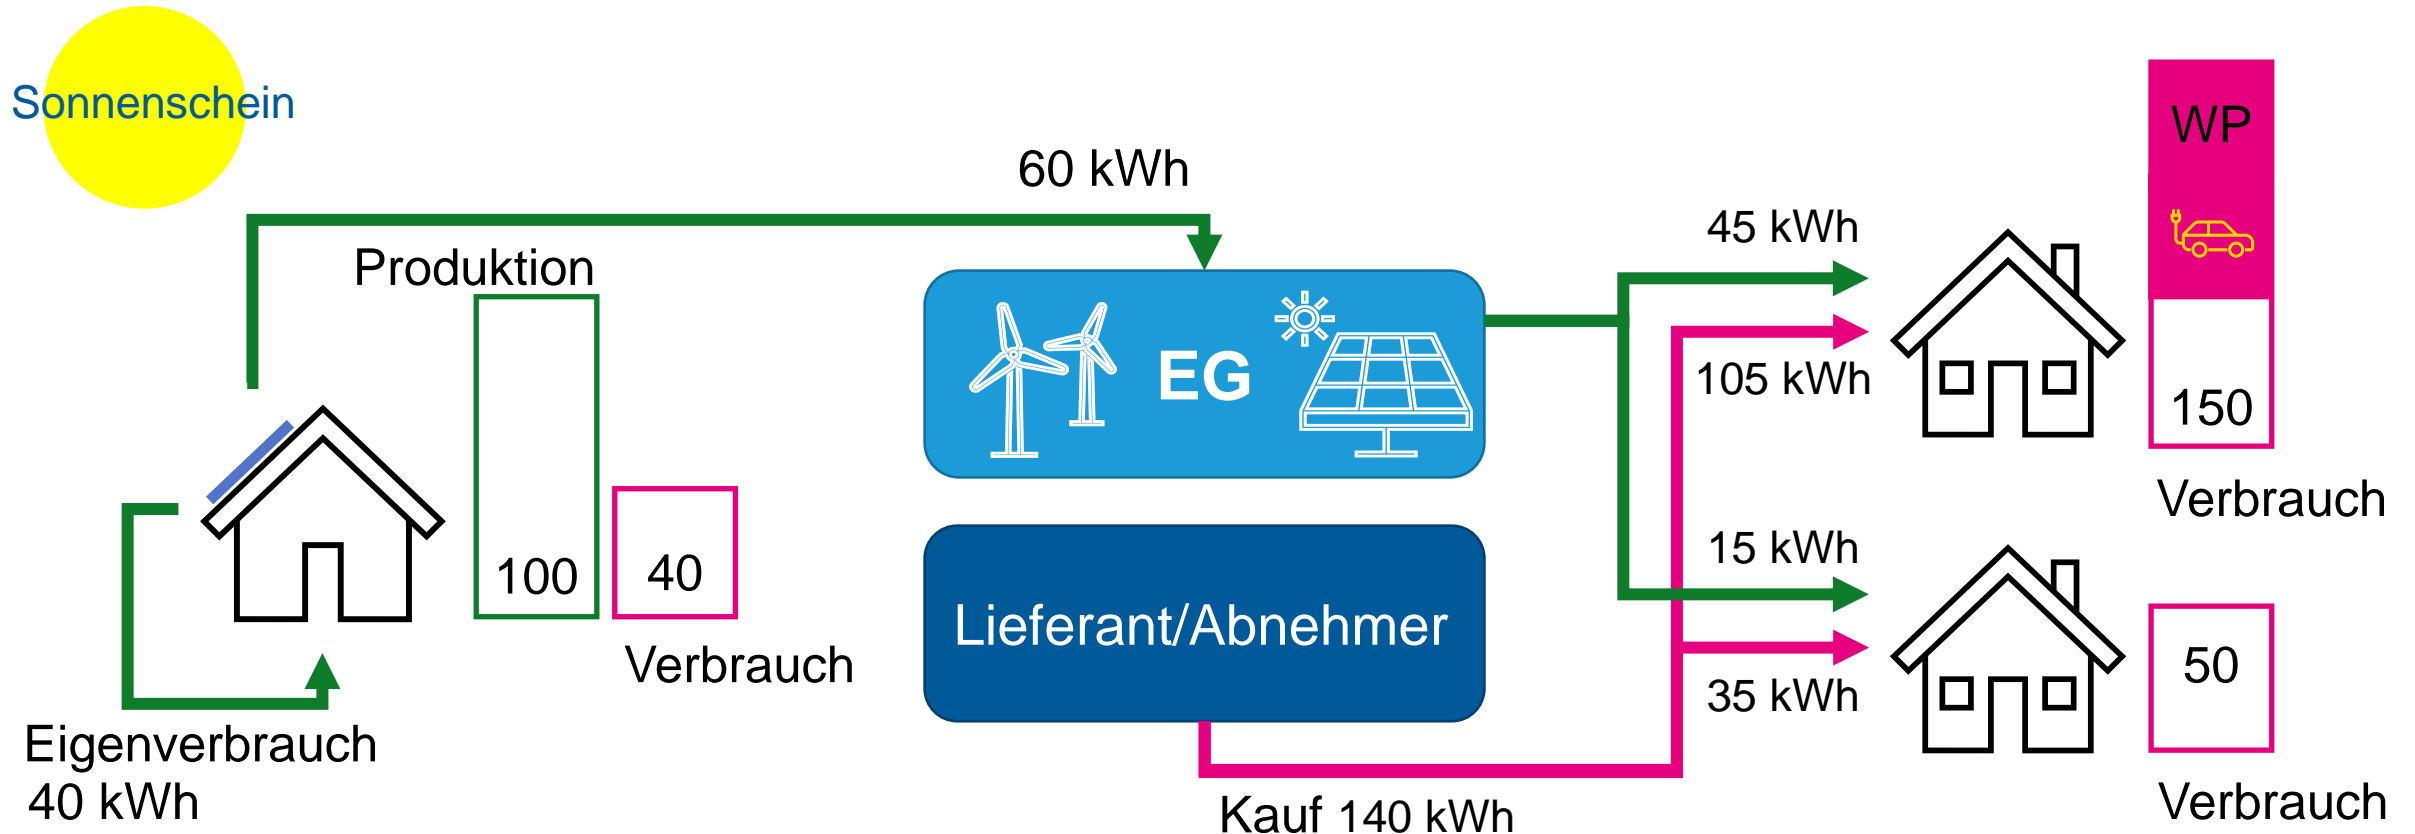 Sonnenschein
60 kWh
Produktion
100
40
Verbrauch
Eigenverbrauch
40 kWh
EG
Lieferant/Abnehmer
Kauf 140 kWh
45 kWh
105 kWh
WP
150
Verbrauch
15 kWh
35 kWh
50
Verbrauch